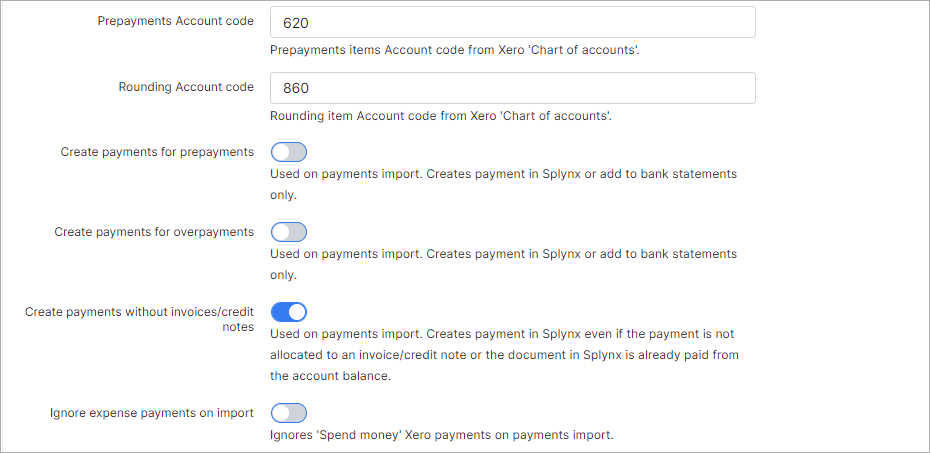 Prepayments Account code
620
Prepayments items Account code from Xero 'Chart of accounts'.
Rounding Account code
860
Rounding item Account code from Xero 'Chart of accounts'.
Create payments for prepayments
Used on payments import. Creates payment in Splynx or add to bank statements
only.
Create payments for overpayments
Used on payments import. Creates payment in Splynx or add to bank statements
only.
Create payments without invoices/credit
notes
Used on payments import. Creates payment in Splynx even if the payment is not
allocated to an invoice/credit note or the document in Splynx is already paid from
the account balance.
Ignore expense payments on import
Ignores 'Spend money' Xero payments on payments import.